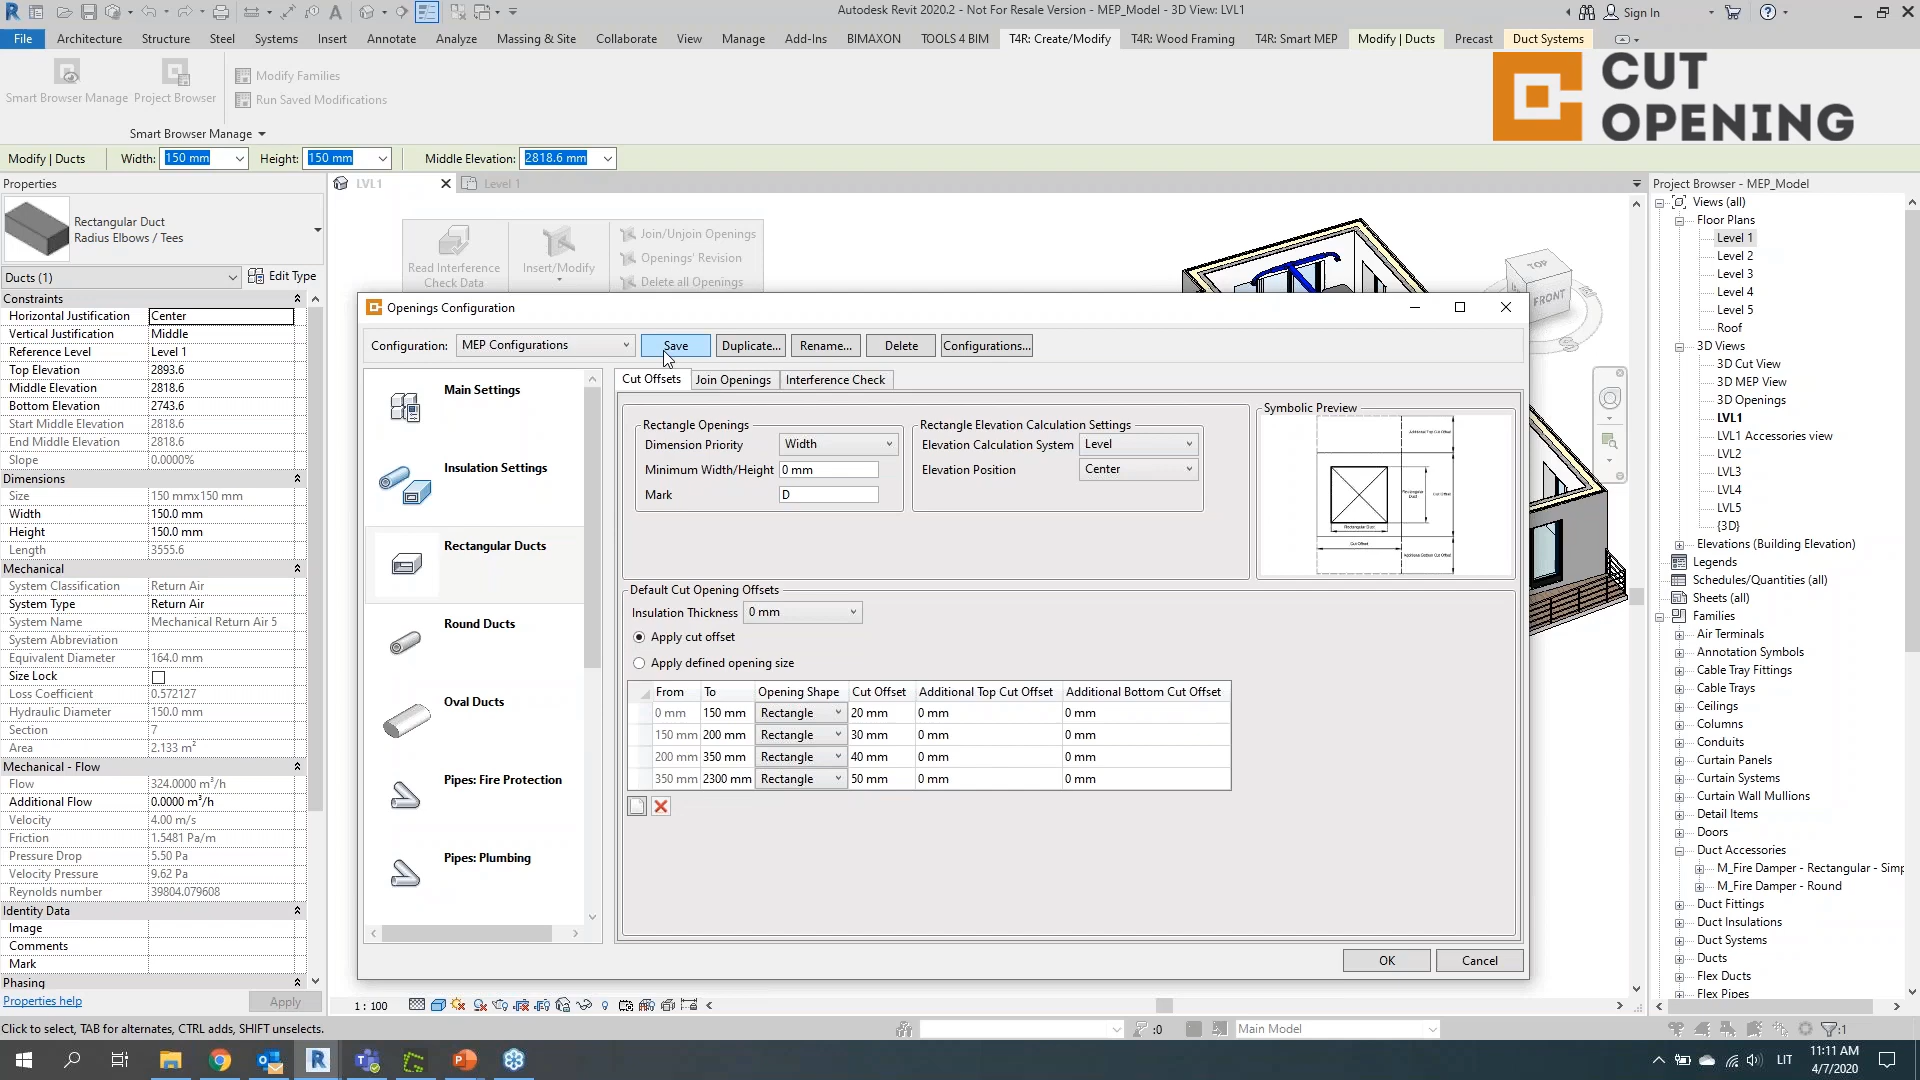 Autodesk Revit 2020.2 - Not For Resale Version - MEP_Model - 3D View: LVL1
Sign In
File Architecture Structure Steel Systems Insert Annotate Analyze Massing & Site Collaborate View Manage Add-Ins BIMAXON TOOLS 4 BIM T4R: Create/Modify T4R: Wood Framing T4R: Smart MEP Modify | Ducts Precast Duct Systems
Smart Browser Manage
Project Browser
Modify Families
Run Saved Modifications
Smart Browser Manage
CUT
OPENING
Modify | Ducts Width: 150 mm Height: 150 mm Middle Elevation: 2818.6 mm
Properties
Rectangular Duct
Radius Elbows / Tees
Ducts (1) Edit Type
Constraints
Horizontal Justification Center
Vertical Justification Middle
Reference Level Level 1
Top Elevation 2893.6
Middle Elevation 2818.6
Bottom Elevation 2743.6
Start Middle Elevation 2818.6
End Middle Elevation 2818.6
Slope 0.0000%
Dimensions
Size 150 mmx150 mm
Width 150.0 mm
Height 150.0 mm
Length 3555.6
Mechanical
System Classification Return Air
System Type Return Air
System Name Mechanical Return Air 5
System Abbreviation
Equivalent Diameter 164.0 mm
Size Lock
Loss Coefficient 0.572127
Hydraulic Diameter 150.0 mm
Section 7
Area 2.133 m²
Mechanical - Flow
Flow 324.0000 m³/h
Additional Flow 0.0000 m³/h
Velocity 4.00 m/s
Friction 1.5481 Pa/m
Pressure Drop 5.50 Pa
Velocity Pressure 9.62 Pa
Reynolds number 39804.079608
Identity Data
Image
Comments
Mark
Phasing
Properties help Apply
LVL1 Level 1
Read Interference
Check Data
Insert/Modify
Join/Unjoin Openings
Openings' Revision
Delete all Openings
TOP
FRONT
Openings Configuration
Configuration: MEP Configurations Save Duplicate... Rename... Delete Configurations...
Main Settings
Insulation Settings
Rectangular Ducts
Round Ducts
Oval Ducts
Pipes: Fire Protection
Pipes: Plumbing
Cut Offsets Join Openings Interference Check
Rectangle Openings
Dimension Priority Width
Minimum Width/Height 0 mm
Mark D
Rectangle Elevation Calculation Settings
Elevation Calculation System Level
Elevation Position Center
Symbolic Preview
Additional Top Cut Offset
Rectangular Duct
Cut Offset
Rectangular Duct
Cut Offset
Additional Bottom Cut Offset
Default Cut Opening Offsets
Insulation Thickness 0 mm
Apply cut offset
Apply defined opening size
From To Opening Shape Cut Offset Additional Top Cut Offset Additional Bottom Cut Offset
0 mm 150 mm Rectangle 20 mm 0 mm 0 mm
150 mm 200 mm Rectangle 30 mm 0 mm 0 mm
200 mm 350 mm Rectangle 40 mm 0 mm 0 mm
350 mm 2300 mm Rectangle 50 mm 0 mm 0 mm
OK Cancel
Project Browser - MEP_Model
Views (all)
Floor Plans
Level 1
Level 2
Level 3
Level 4
Level 5
Roof
3D Views
3D Cut View
3D MEP View
3D Openings
LVL1
LVL1 Accessories view
LVL2
LVL3
LVL4
LVL5
{3D}
Elevations (Building Elevation)
Legends
Schedules/Quantities (all)
Sheets (all)
Families
Air Terminals
Annotation Symbols
Cable Tray Fittings
Cable Trays
Ceilings
Columns
Conduits
Curtain Panels
Curtain Systems
Curtain Wall Mullions
Detail Items
Doors
Duct Accessories
M_Fire Damper - Rectangular - Simp
M_Fire Damper - Round
Duct Fittings
Duct Insulations
Duct Systems
Ducts
Flex Ducts
Flex Pipes
1 : 100
Click to select, TAB for alternates, CTRL adds, SHIFT unselects.
:0
Main Model
:1
LIT
11:11 AM
4/7/2020